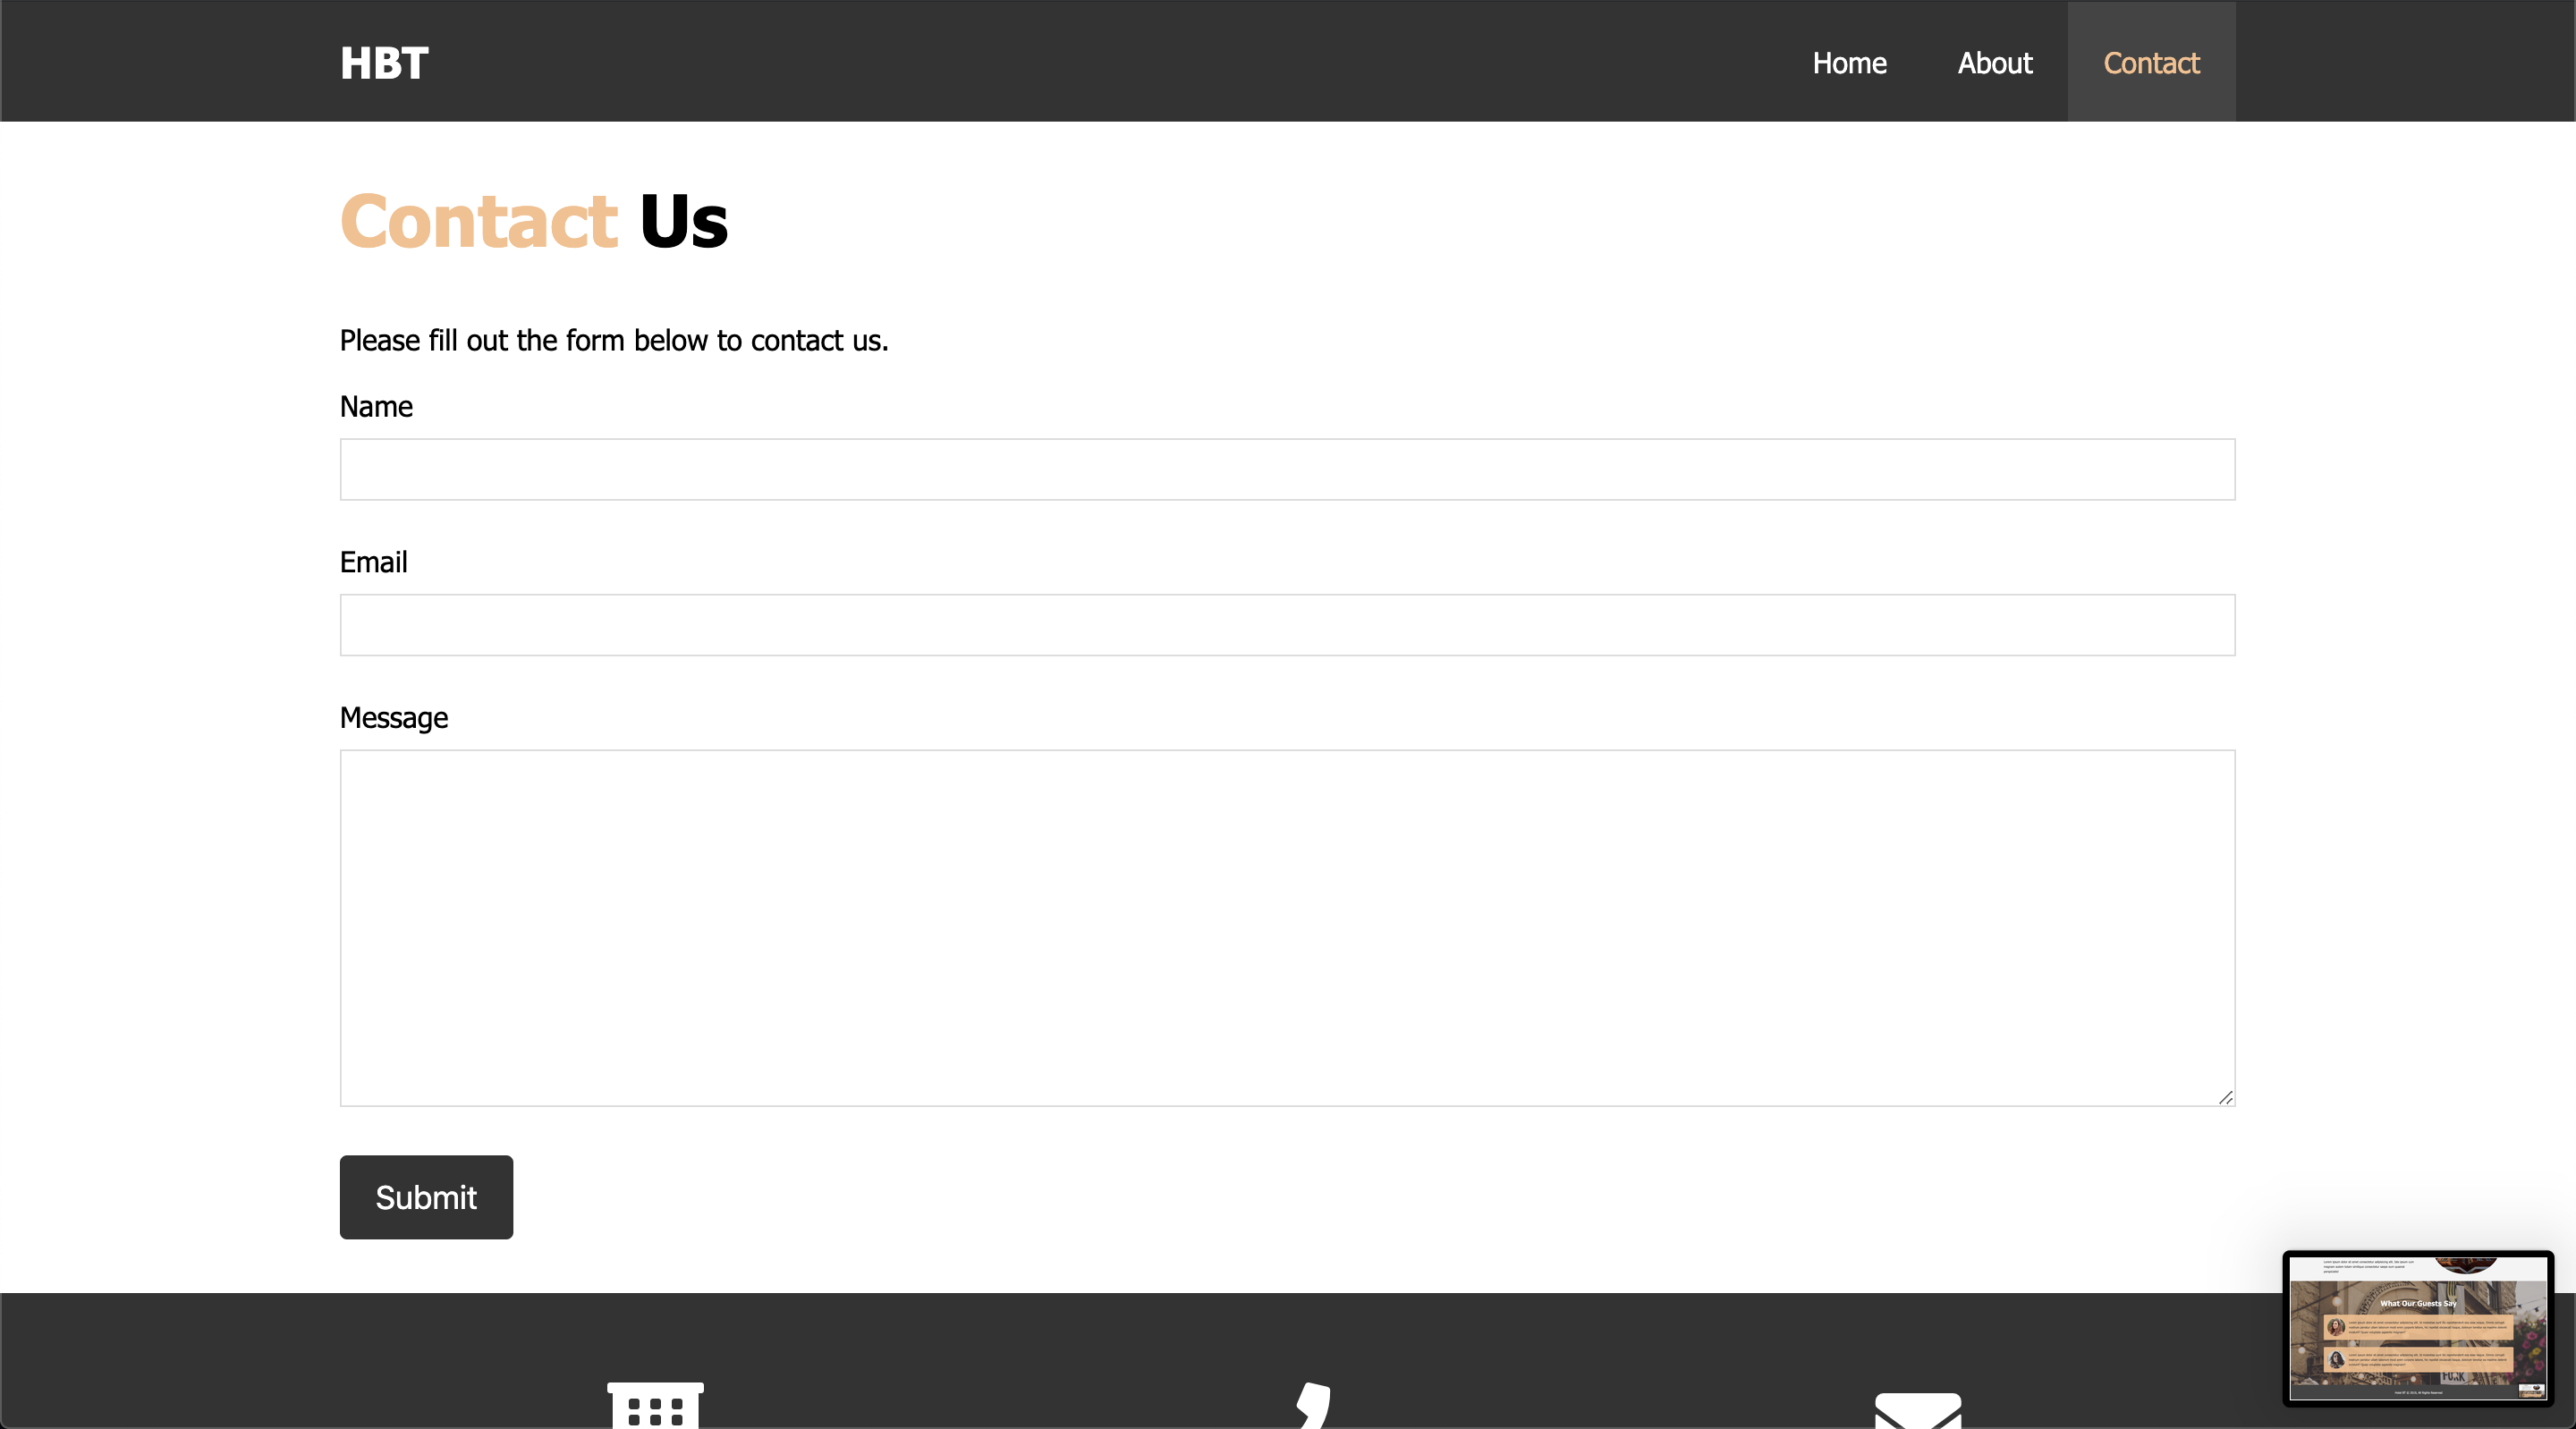 HBT
Home About Contact
Contact Us
Please fill out the form below to contact us.
Name
Email
Message
Submit
What Our Guests Say